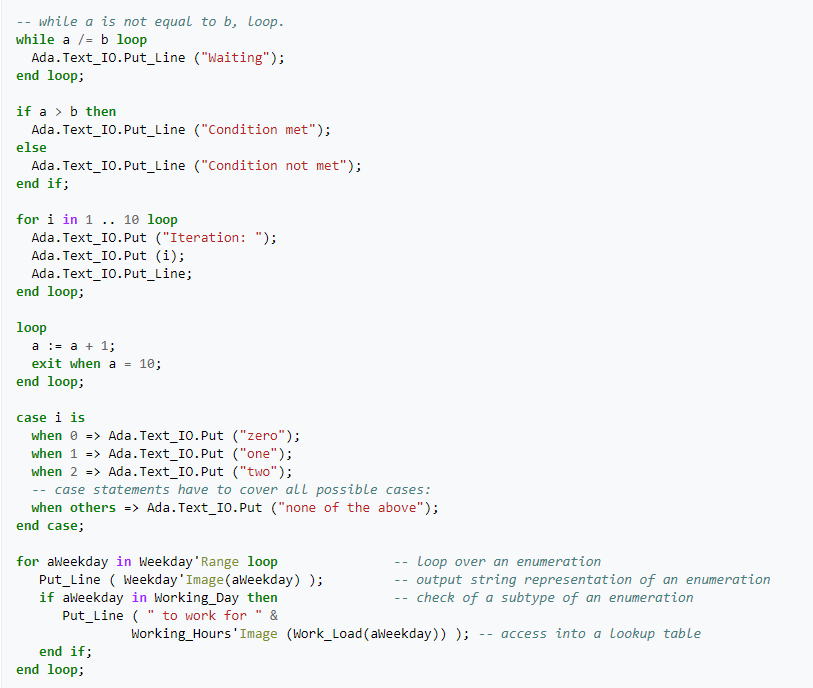 -- while a is not equal to b, loop.
while a /= b loop
  Ada.Text_IO.Put_Line ("Waiting");
end loop;

if a > b then
  Ada.Text_IO.Put_Line ("Condition met");
else
  Ada.Text_IO.Put_Line ("Condition not met");
end if;

for i in 1 .. 10 loop
  Ada.Text_IO.Put ("Iteration: ");
  Ada.Text_IO.Put (i);
  Ada.Text_IO.Put_Line;
end loop;

loop
  a := a + 1;
  exit when a = 10;
end loop;

case i is
  when 0 => Ada.Text_IO.Put ("zero");
  when 1 => Ada.Text_IO.Put ("one");
  when 2 => Ada.Text_IO.Put ("two");
  -- case statements have to cover all possible cases:
  when others => Ada.Text_IO.Put ("none of the above");
end case;

for aWeekday in Weekday'Range loop               -- loop over an enumeration
   Put_Line ( Weekday'Image(aWeekday) );         -- output string representation of an enumeration
   if aWeekday in Working_Day then               -- check of a subtype of an enumeration
      Put_Line ( " to work for " &
               Working_Hours'Image (Work_Load(aWeekday)) ); -- access into a lookup table
   end if;
end loop;